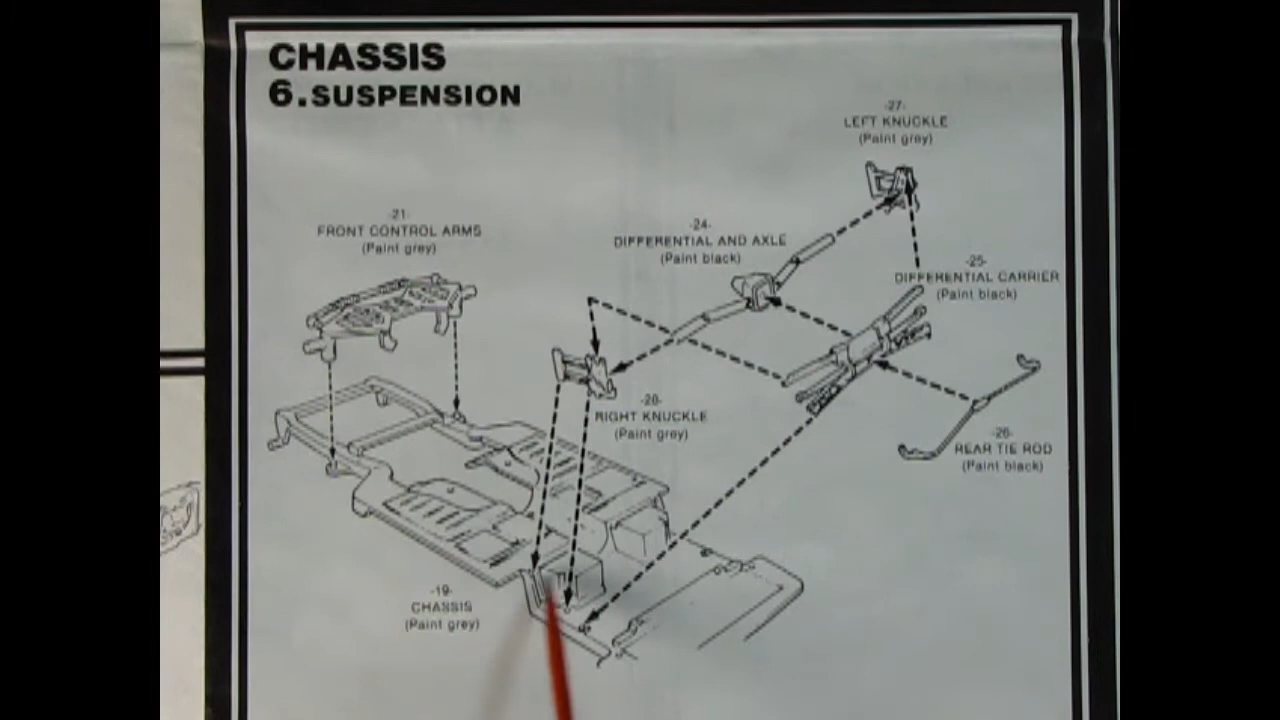 CHASSIS
6.SUSPENSION
-27-
LEFT KNUCKLE
(Paint grey)
-21-
FRONT CONTROL ARMS
(Paint grey)
-24-
DIFFERENTIAL AND AXLE
(Paint black)
-25-
DIFFERENTIAL CARRIER
(Paint black)
-28-
RIGHT KNUCKLE
(Paint grey)
-26-
REAR TIE ROD
(Paint black)
-19-
CHASSIS
(Paint grey)